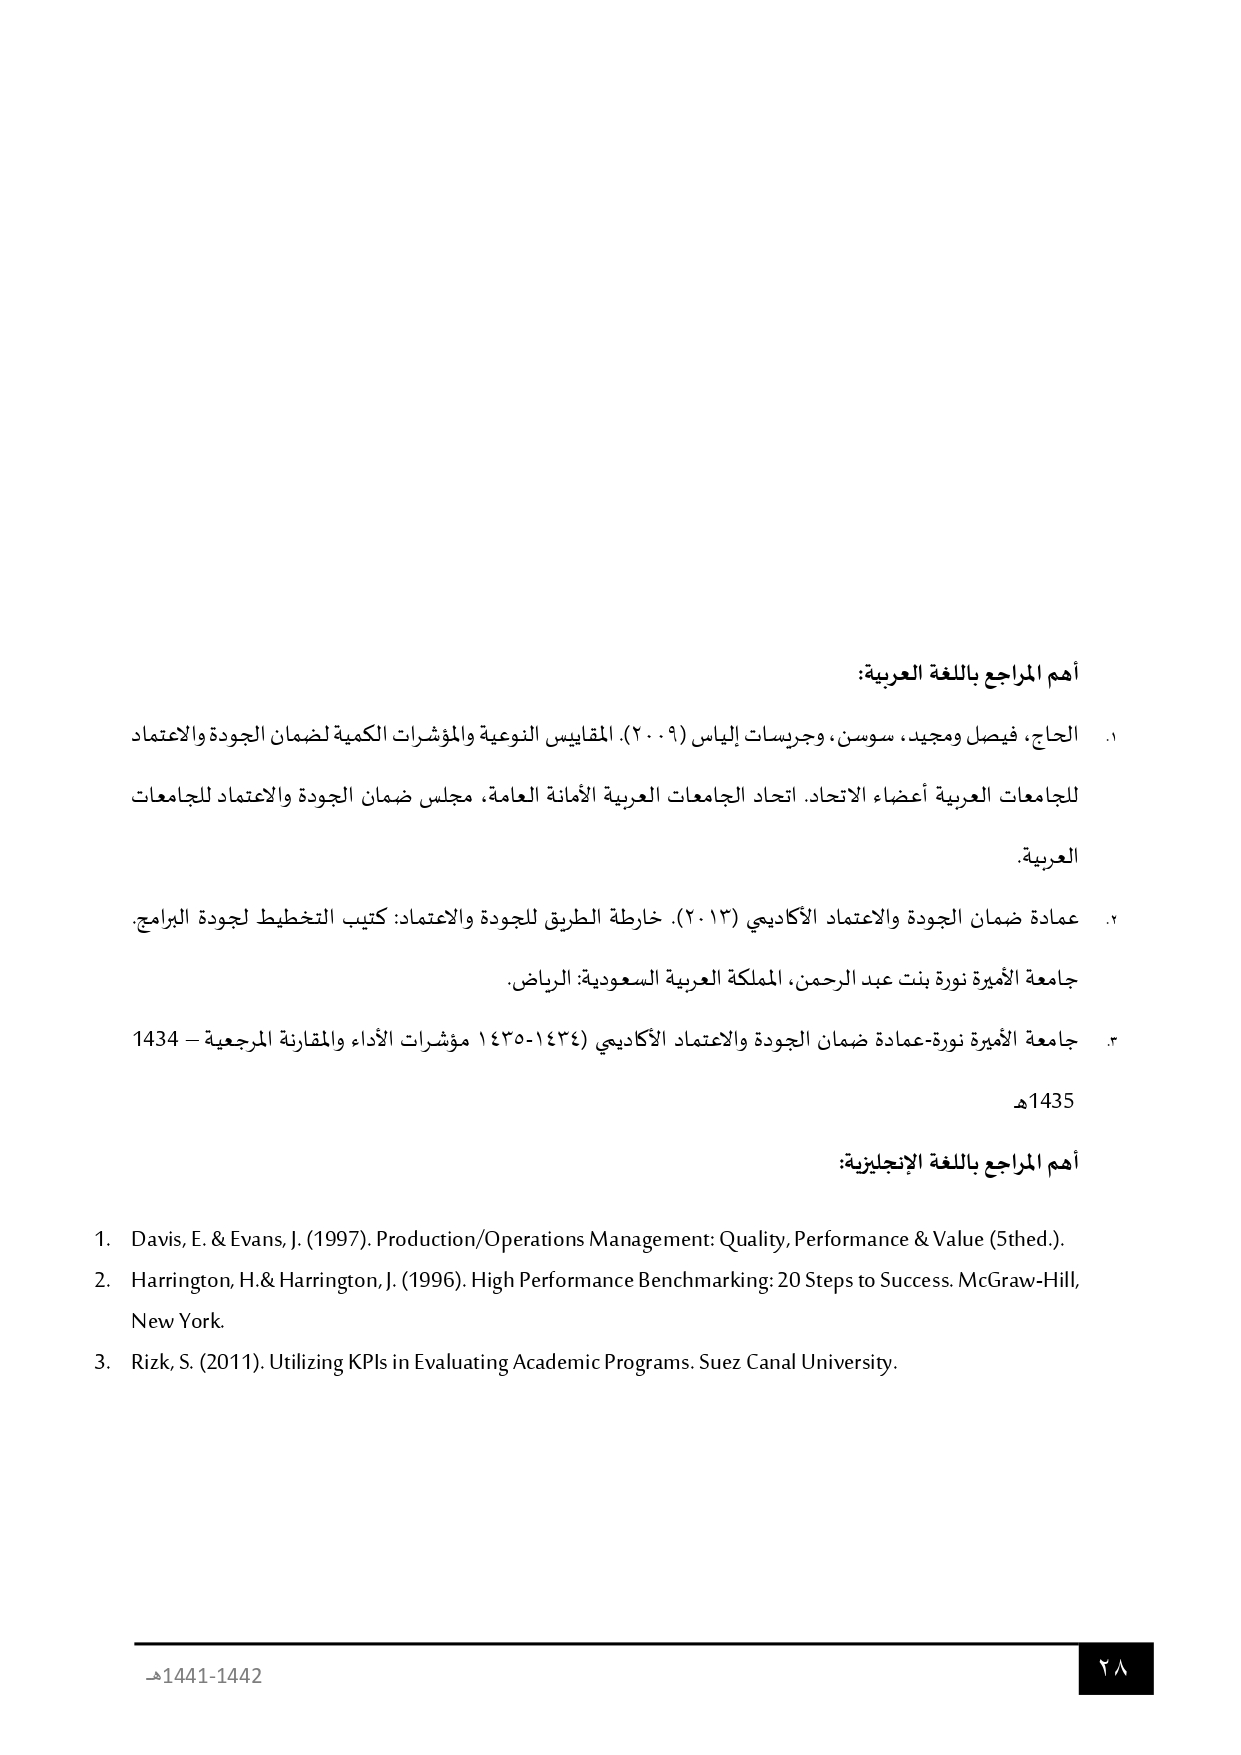 أهم المراجع باللغة العربية:
١. الحاج، فيصل ومجيد، سوسن، وجريسات إلياس (٢٠٠٩). المقاييس النوعية والمؤشرات الكمية لضمان الجودة والاعتماد
للجامعات العربية أعضاء الاتحاد. اتحاد الجامعات العربية الأمانة العامة، مجلس ضمان الجودة والاعتماد للجامعات
العربية.
٢. عمادة ضمان الجودة والاعتماد الأكاديمي (٢٠١٣). خارطة الطريق للجودة والاعتماد: كتيب التخطيط لجودة البرامج.
جامعة الأميرة نورة بنت عبد الرحمن، المملكة العربية السعودية: الرياض.
٣. جامعة الأميرة نورة-عمادة ضمان الجودة والاعتماد الأكاديمي (١٤٣٤-١٤٣٥ مؤشرات الأداء والمقارنة المرجعية – 1434
1435هـ
أهم المراجع باللغة الإنجليزية:
1. Davis, E. & Evans, J. (1997). Production/Operations Management: Quality, Performance & Value (5thed.).
2. Harrington, H.& Harrington, J. (1996). High Performance Benchmarking: 20 Steps to Success. McGraw-Hill,
New York.
3. Rizk, S. (2011). Utilizing KPIs in Evaluating Academic Programs. Suez Canal University.
٢٨
1441-1442هـ